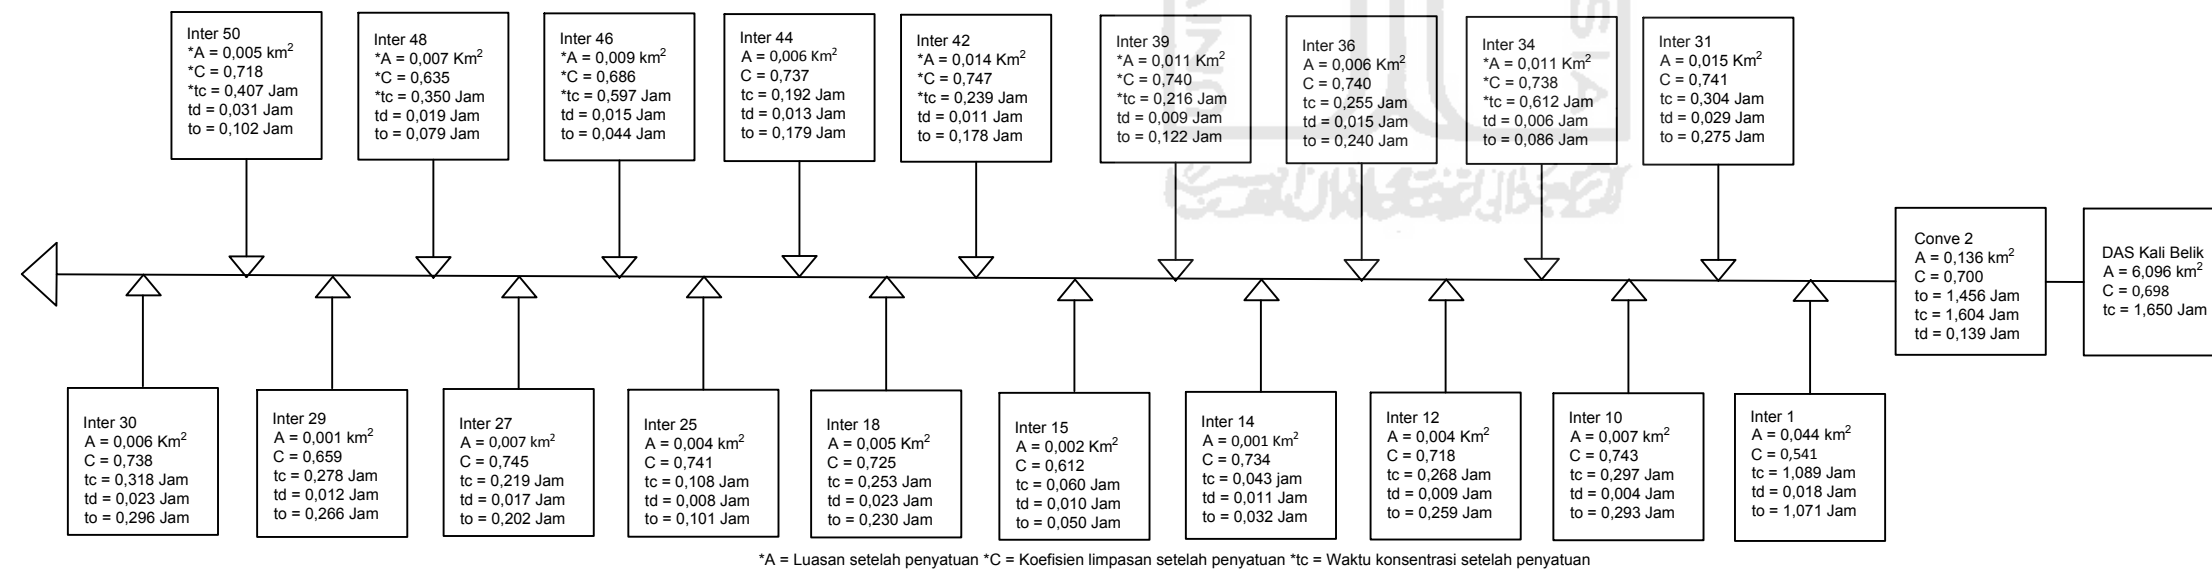 Inter 50
*A = 0,005 km²
*C = 0,718
*tc = 0,407 Jam
td = 0,031 Jam
to = 0,102 Jam
Inter 48
*A = 0,007 Km²
*C = 0,635
*tc = 0,350 Jam
td = 0,019 Jam
to = 0,079 Jam
Inter 46
*A = 0,009 km²
*C = 0,686
*tc = 0,597 Jam
td = 0,015 Jam
to = 0,044 Jam
Inter 44
A = 0,006 Km²
C = 0,737
tc = 0,192 Jam
td = 0,013 Jam
to = 0,179 Jam
Inter 42
*A = 0,014 Km²
*C = 0,747
*tc = 0,239 Jam
td = 0,011 Jam
to = 0,178 Jam
Inter 39
*A = 0,011 Km²
*C = 0,740
*tc = 0,216 Jam
td = 0,009 Jam
to = 0,122 Jam
Inter 36
A = 0,006 Km²
C = 0,740
tc = 0,255 Jam
td = 0,015 Jam
to = 0,240 Jam
Inter 34
*A = 0,011 Km²
*C = 0,738
*tc = 0,612 Jam
td = 0,006 Jam
to = 0,086 Jam
Inter 31
A = 0,015 Km²
C = 0,741
tc = 0,304 Jam
td = 0,029 Jam
to = 0,275 Jam
Conve 2
A = 0,136 km²
C = 0,700
to = 1,456 Jam
tc = 1,604 Jam
td = 0,139 Jam
DAS Kali Belik
A = 6,096 km²
C = 0,698
tc = 1,650 Jam
Inter 30
A = 0,006 Km²
C = 0,738
tc = 0,318 Jam
td = 0,023 Jam
to = 0,296 Jam
Inter 29
A = 0,001 km²
C = 0,659
tc = 0,278 Jam
td = 0,012 Jam
to = 0,266 Jam
Inter 27
A = 0,007 km²
C = 0,745
tc = 0,219 Jam
td = 0,017 Jam
to = 0,202 Jam
Inter 25
A = 0,004 km²
C = 0,741
tc = 0,108 Jam
td = 0,008 Jam
to = 0,101 Jam
Inter 18
A = 0,005 Km²
C = 0,725
tc = 0,253 Jam
td = 0,023 Jam
to = 0,230 Jam
Inter 15
A = 0,002 Km²
C = 0,612
tc = 0,060 Jam
td = 0,010 Jam
to = 0,050 Jam
Inter 14
A = 0,001 Km²
C = 0,734
tc = 0,043 jam
td = 0,011 Jam
to = 0,032 Jam
Inter 12
A = 0,004 Km²
C = 0,718
tc = 0,268 Jam
td = 0,009 Jam
to = 0,259 Jam
Inter 10
A = 0,007 km²
C = 0,743
tc = 0,297 Jam
td = 0,004 Jam
to = 0,293 Jam
Inter 1
A = 0,044 km²
C = 0,541
tc = 1,089 Jam
td = 0,018 Jam
to = 1,071 Jam
*A = Luasan setelah penyatuan *C = Koefisien limpasan setelah penyatuan *tc = Waktu konsentrasi setelah penyatuan